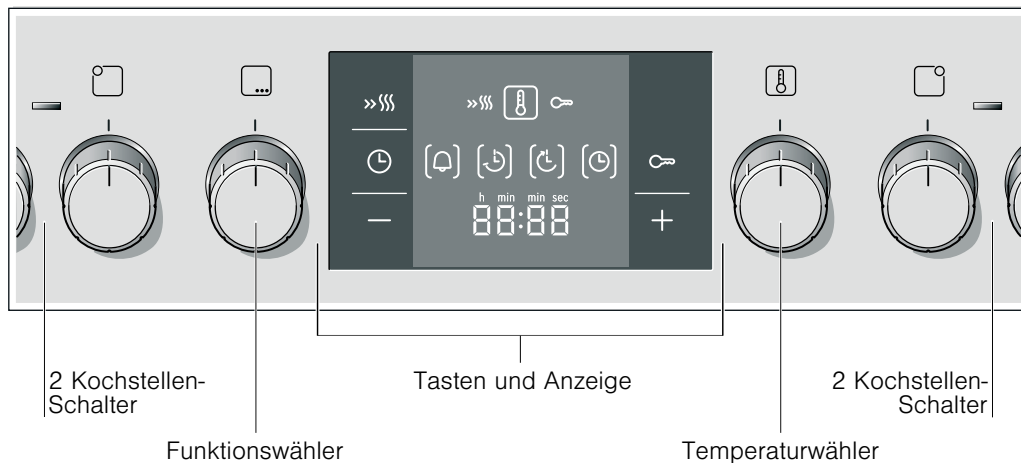 h min min sec
88:88
2 Kochstellen-
Schalter
Tasten und Anzeige
2 Kochstellen-
Schalter
Funktionswähler
Temperaturwähler